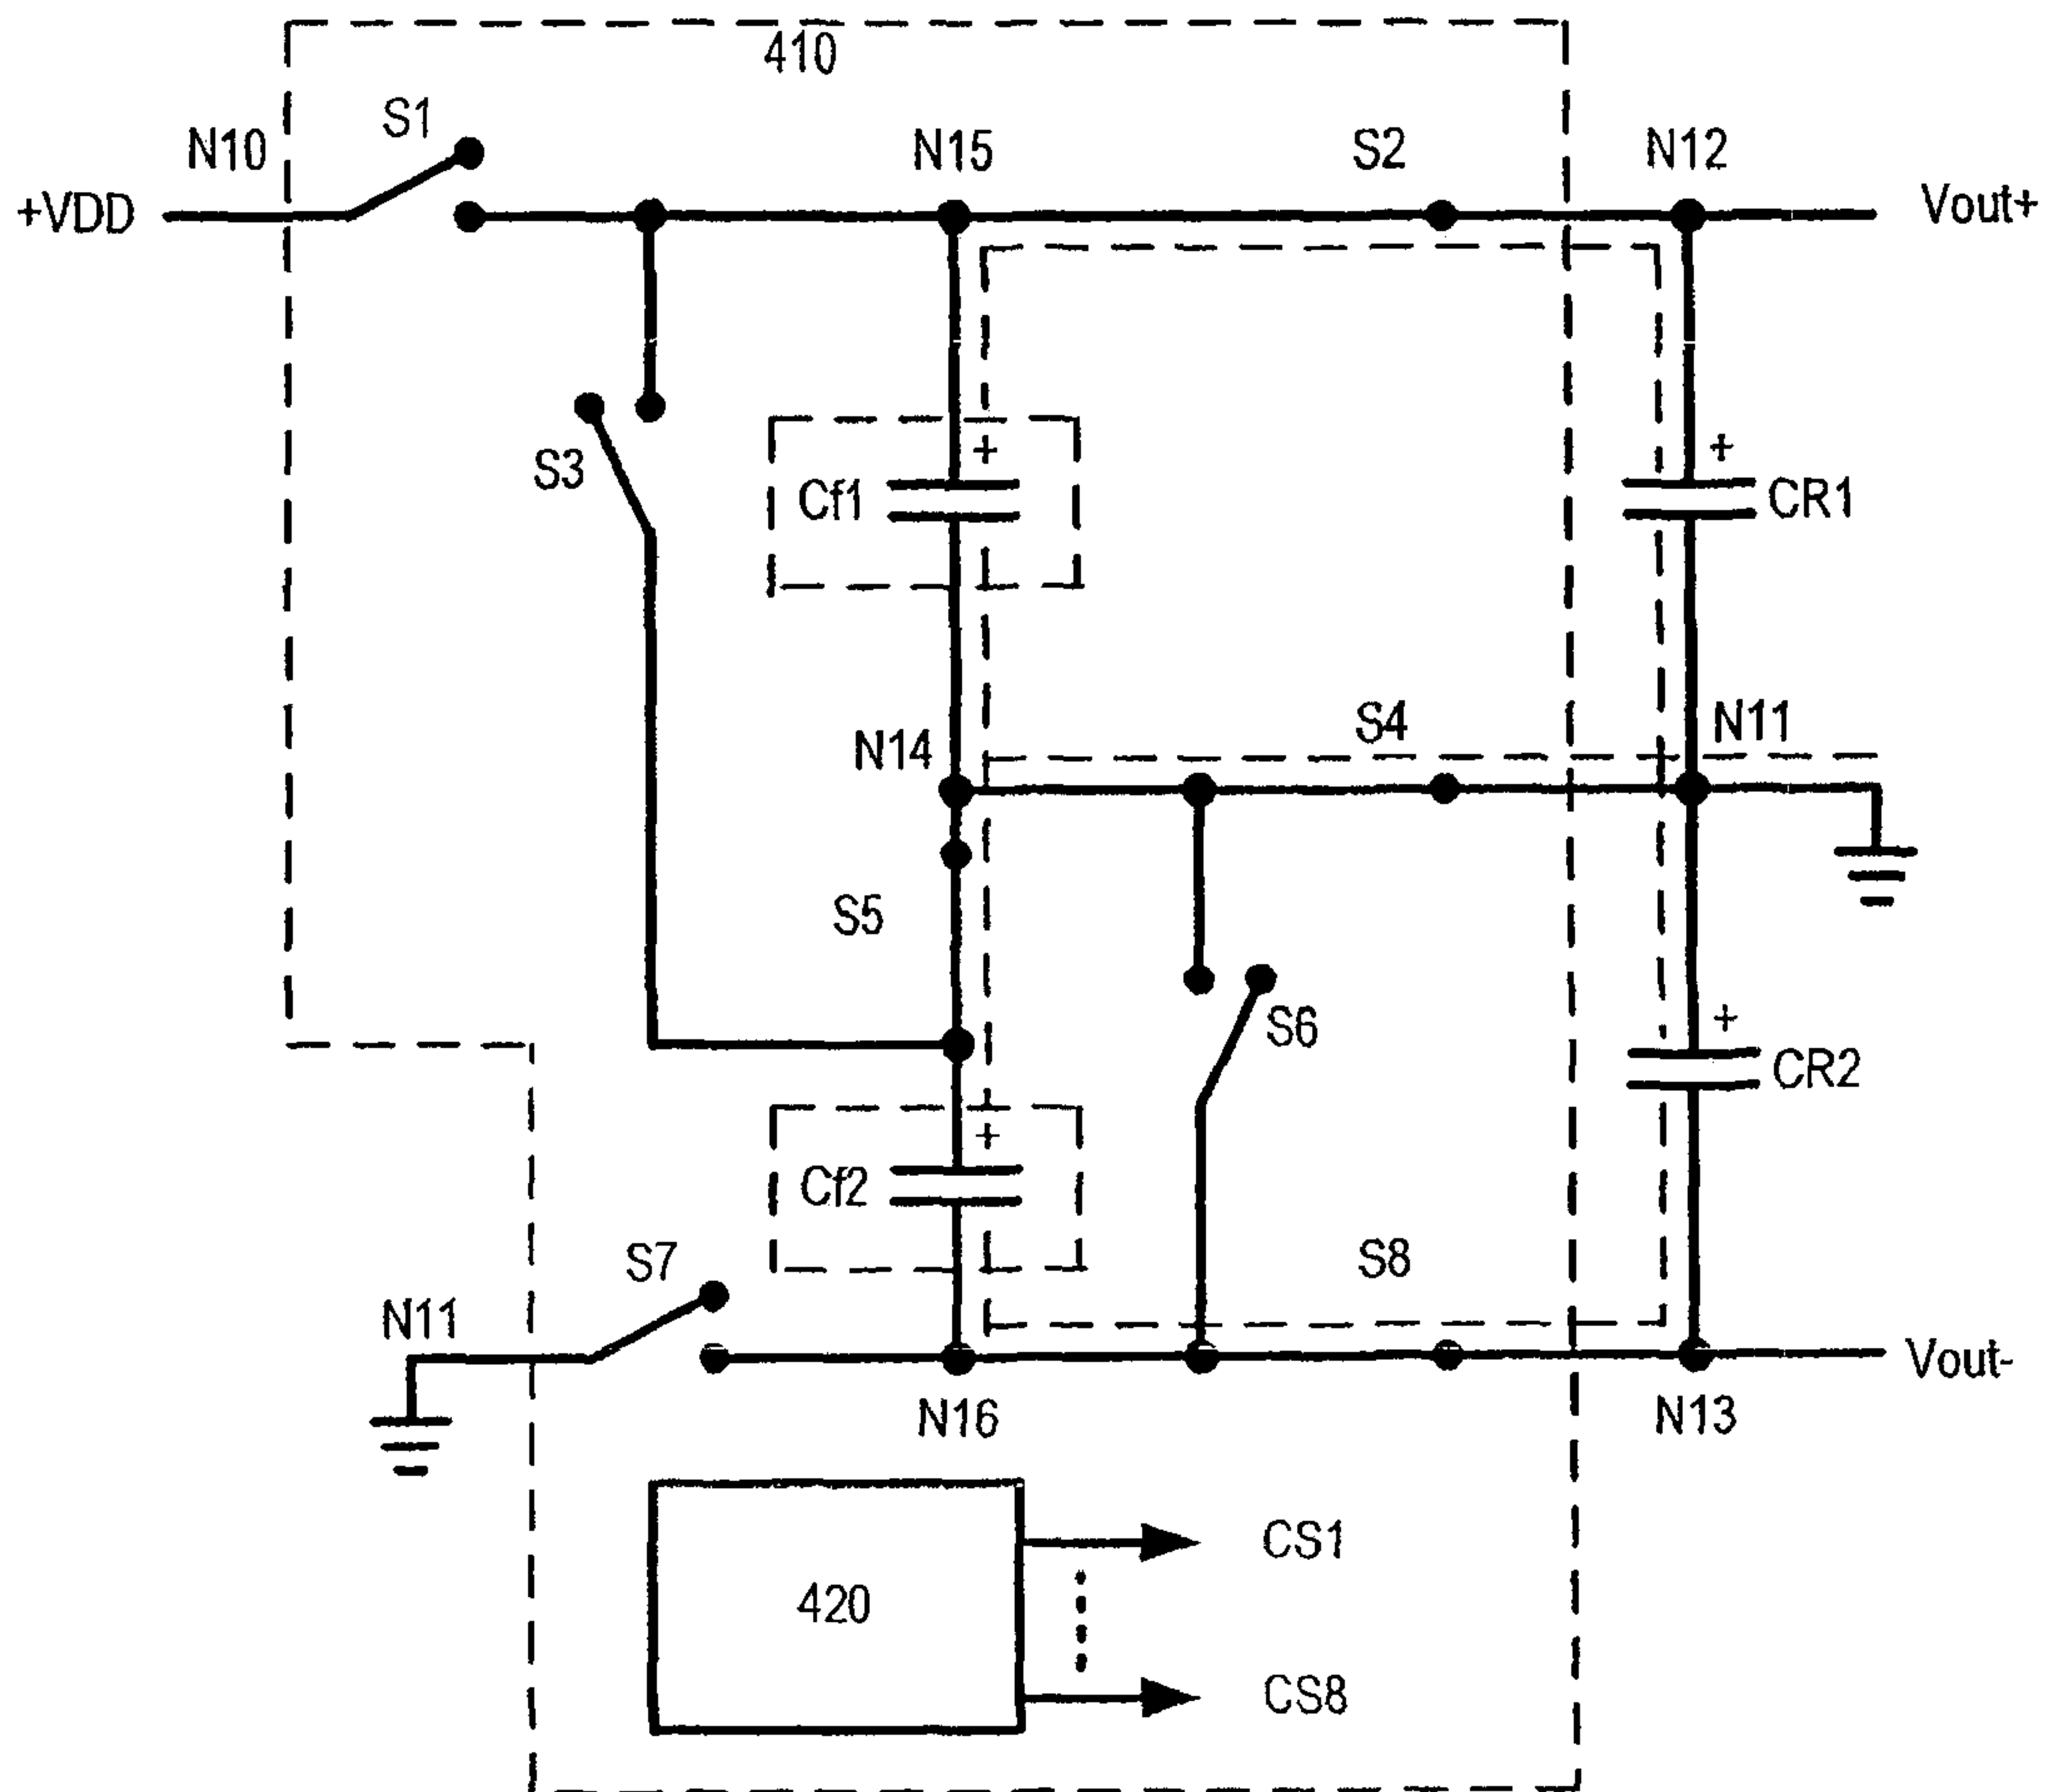 410
S1
N10
N15
S2
N12
+VDD
Vout+
S3
+
Cf1
+
CR1
N14
S4
N11
S5
S6
+
CR2
+
Cf2
S7
S8
N11
Vout-
N16
N13
420
CS1
CS8